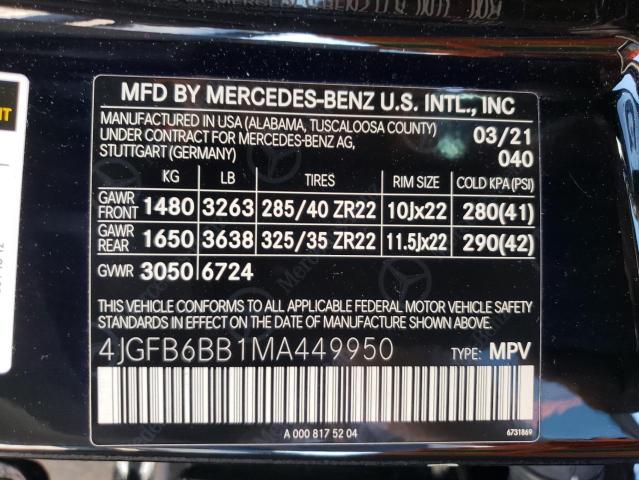 MFD BY MERCEDES-BENZ U.S. INTL., INC
MANUFACTURED IN USA (ALABAMA, TUSCALOOSA COUNTY) 03/21
UNDER CONTRACT FOR MERCEDES-BENZ AG,
STUTTGART (GERMANY) 040
KG LB TIRES RIM SIZE COLD KPA (PSI)
GAWR FRONT 1480 3263 285/40 ZR22 10Jx22 280(41)
GAWR REAR 1650 3638 325/35 ZR22 11.5Jx22 290(42)
GVWR 3050 6724
THIS VEHICLE CONFORMS TO ALL APPLICABLE FEDERAL MOTOR VEHICLE SAFETY
STANDARDS IN EFFECT ON THE DATE OF MANUFACTURE SHOWN ABOVE.
4JGFB6BB1MA449950 TYPE: MPV
A 000 817 52 04 6731869